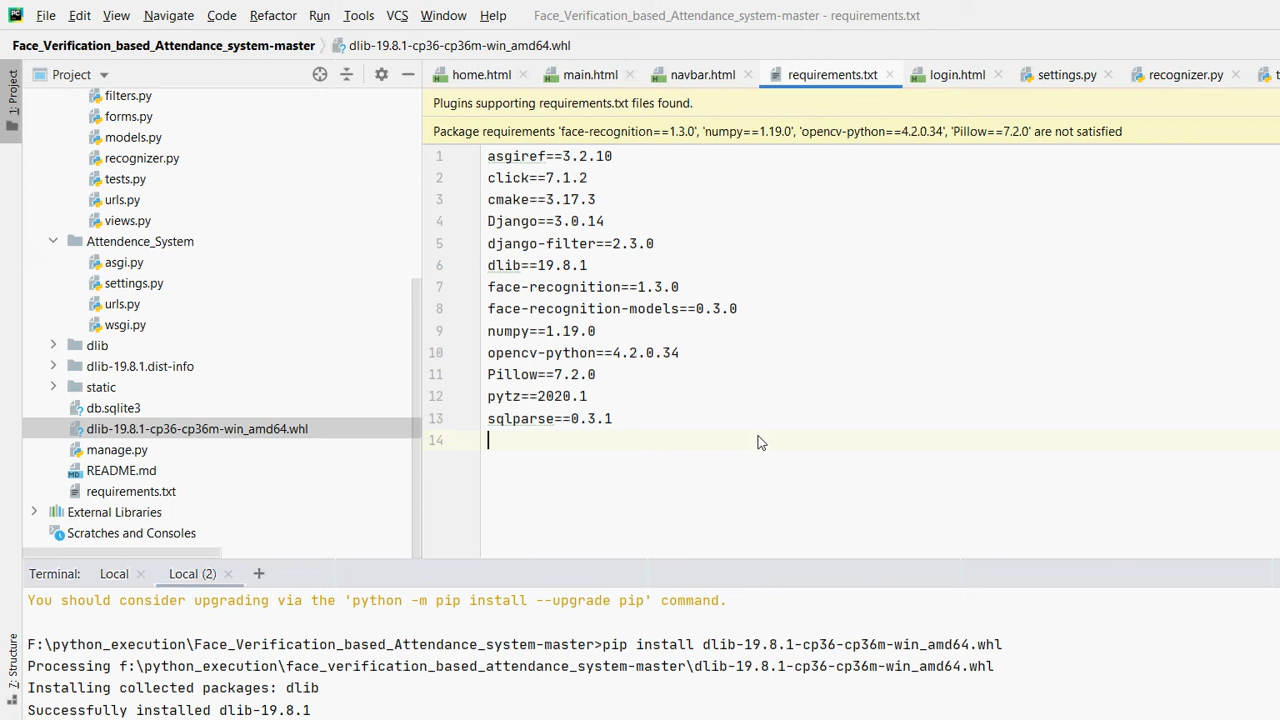 PC File Edit View Navigate Code Refactor Run Tools VCS Window Help Face_Verification_based_Attendance_system-master - requirements.txt
Face_Verification_based_Attendance_system-master dlib-19.8.1-cp36-cp36m-win_amd64.whl
1: Project
Project
home.html main.html navbar.html requirements.txt login.html settings.py recognizer.py t
filters.py
forms.py
models.py
recognizer.py
tests.py
urls.py
views.py
Attendence_System
asgi.py
settings.py
urls.py
wsgi.py
dlib
dlib-19.8.1.dist-info
static
db.sqlite3
dlib-19.8.1-cp36-cp36m-win_amd64.whl
manage.py
README.md
requirements.txt
External Libraries
Scratches and Consoles
Plugins supporting requirements.txt files found.
Package requirements 'face-recognition==1.3.0', 'numpy==1.19.0', 'opencv-python==4.2.0.34', 'Pillow==7.2.0' are not satisfied
1 asgiref==3.2.10
2 click==7.1.2
3 cmake==3.17.3
4 Django==3.0.14
5 django-filter==2.3.0
6 dlib==19.8.1
7 face-recognition==1.3.0
8 face-recognition-models==0.3.0
9 numpy==1.19.0
10 opencv-python==4.2.0.34
11 Pillow==7.2.0
12 pytz==2020.1
13 sqlparse==0.3.1
14
Terminal: Local Local (2)
You should consider upgrading via the 'python -m pip install --upgrade pip' command.
F:\python_execution\Face_Verification_based_Attendance_system-master>pip install dlib-19.8.1-cp36-cp36m-win_amd64.whl
Processing f:\python_execution\face_verification_based_attendance_system-master\dlib-19.8.1-cp36-cp36m-win_amd64.whl
Installing collected packages: dlib
Successfully installed dlib-19.8.1
7: Structure